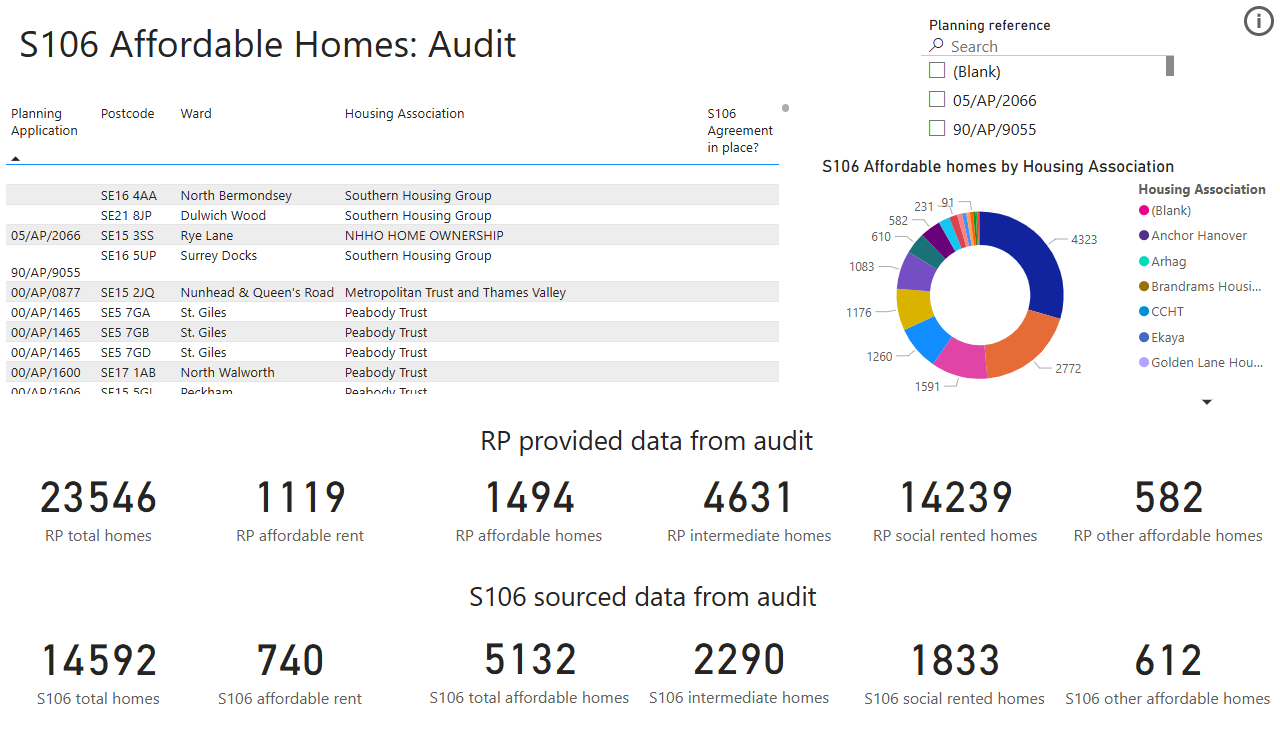 S106 Affordable Homes: Audit
Planning reference
Search
(Blank)
05/AP/2066
90/AP/9055
Planning Application
Postcode
Ward
Housing Association
S106 Agreement in place?
SE16 4AA North Bermondsey Southern Housing Group
SE21 8JP Dulwich Wood Southern Housing Group
05/AP/2066 SE15 3SS Rye Lane NHHO HOME OWNERSHIP
90/AP/9055 SE16 5UP Surrey Docks Southern Housing Group
00/AP/0877 SE15 2JQ Nunhead & Queen's Road Metropolitan Trust and Thames Valley
00/AP/1465 SE5 7GA St. Giles Peabody Trust
00/AP/1465 SE5 7GB St. Giles Peabody Trust
00/AP/1465 SE5 7GD St. Giles Peabody Trust
00/AP/1600 SE17 1AB North Walworth Peabody Trust
00/AP/1606 SE15 5GL Peckham Peabody Trust
S106 Affordable homes by Housing Association
4323
2772
1591
1260
1176
1083
610
582
231
91
Housing Association
(Blank)
Anchor Hanover
Arhag
Brandrams Housi...
CCHT
Ekaya
Golden Lane Hou...
RP provided data from audit
23546
RP total homes
1119
RP affordable rent
1494
RP affordable homes
4631
RP intermediate homes
14239
RP social rented homes
582
RP other affordable homes
S106 sourced data from audit
14592
S106 total homes
740
S106 affordable rent
5132
S106 total affordable homes
2290
S106 intermediate homes
1833
S106 social rented homes
612
S106 other affordable homes